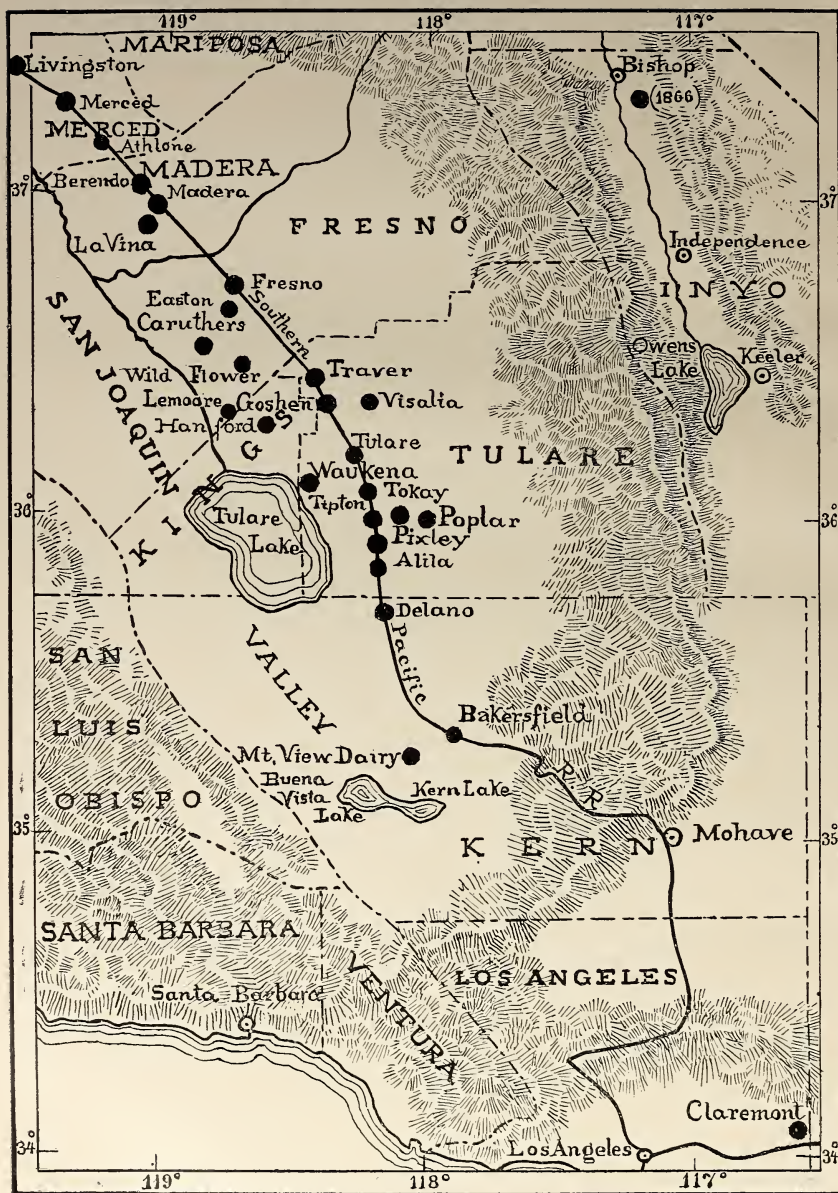 119°
118°
117°
MARIPOSA
Livingston
Bishop
Merced
(1866)
MERCED
Athlone
37°
Berendo
MADERA
Madera
37°
FRESNO
La Vina
Independence
Fresno
INYO
Easton
Southern
Caruthers
SAN JOAQUIN
Owens
Lake
Keeler
Wild Flower
Traver
Lemoore
Goshen
Visalia
Hanford
KINGS
Tulare
TULARE
Waukena
Tokay
36°
Tipton
36°
Tulare
Lake
Poplar
Pixley
Alila
Delano
Pacific
SAN
LUIS
OBISPO
VALLEY
Bakersfield
Mt. View Dairy
Buena
Vista
Lake
Kern Lake
R R
35°
KERN
Mohave
35°
SANTA BARBARA
LOS ANGELES
VENTURA
Santa Barbara
Claremont
34°
Los Angeles
34°
119°
118°
117°